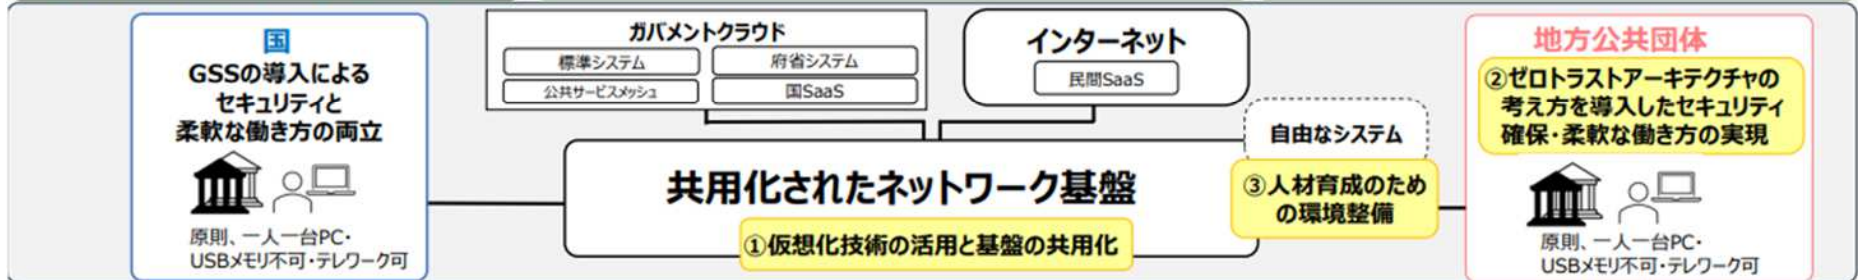 国
GSSの導入による
セキュリティと
柔軟な働き方の両立
原則、一人一台PC・
USBメモリ不可・テレワーク可
ガバメントクラウド
標準システム
府省システム
公共サービスメッシュ
国SaaS
インターネット
民間SaaS
共用化されたネットワーク基盤
①仮想化技術の活用と基盤の共用化
自由なシステム
③人材育成のため
の環境整備
地方公共団体
②ゼロトラストアーキテクチャの
考え方を導入したセキュリティ
確保・柔軟な働き方の実現
原則、一人一台PC・
USBメモリ不可・テレワーク可